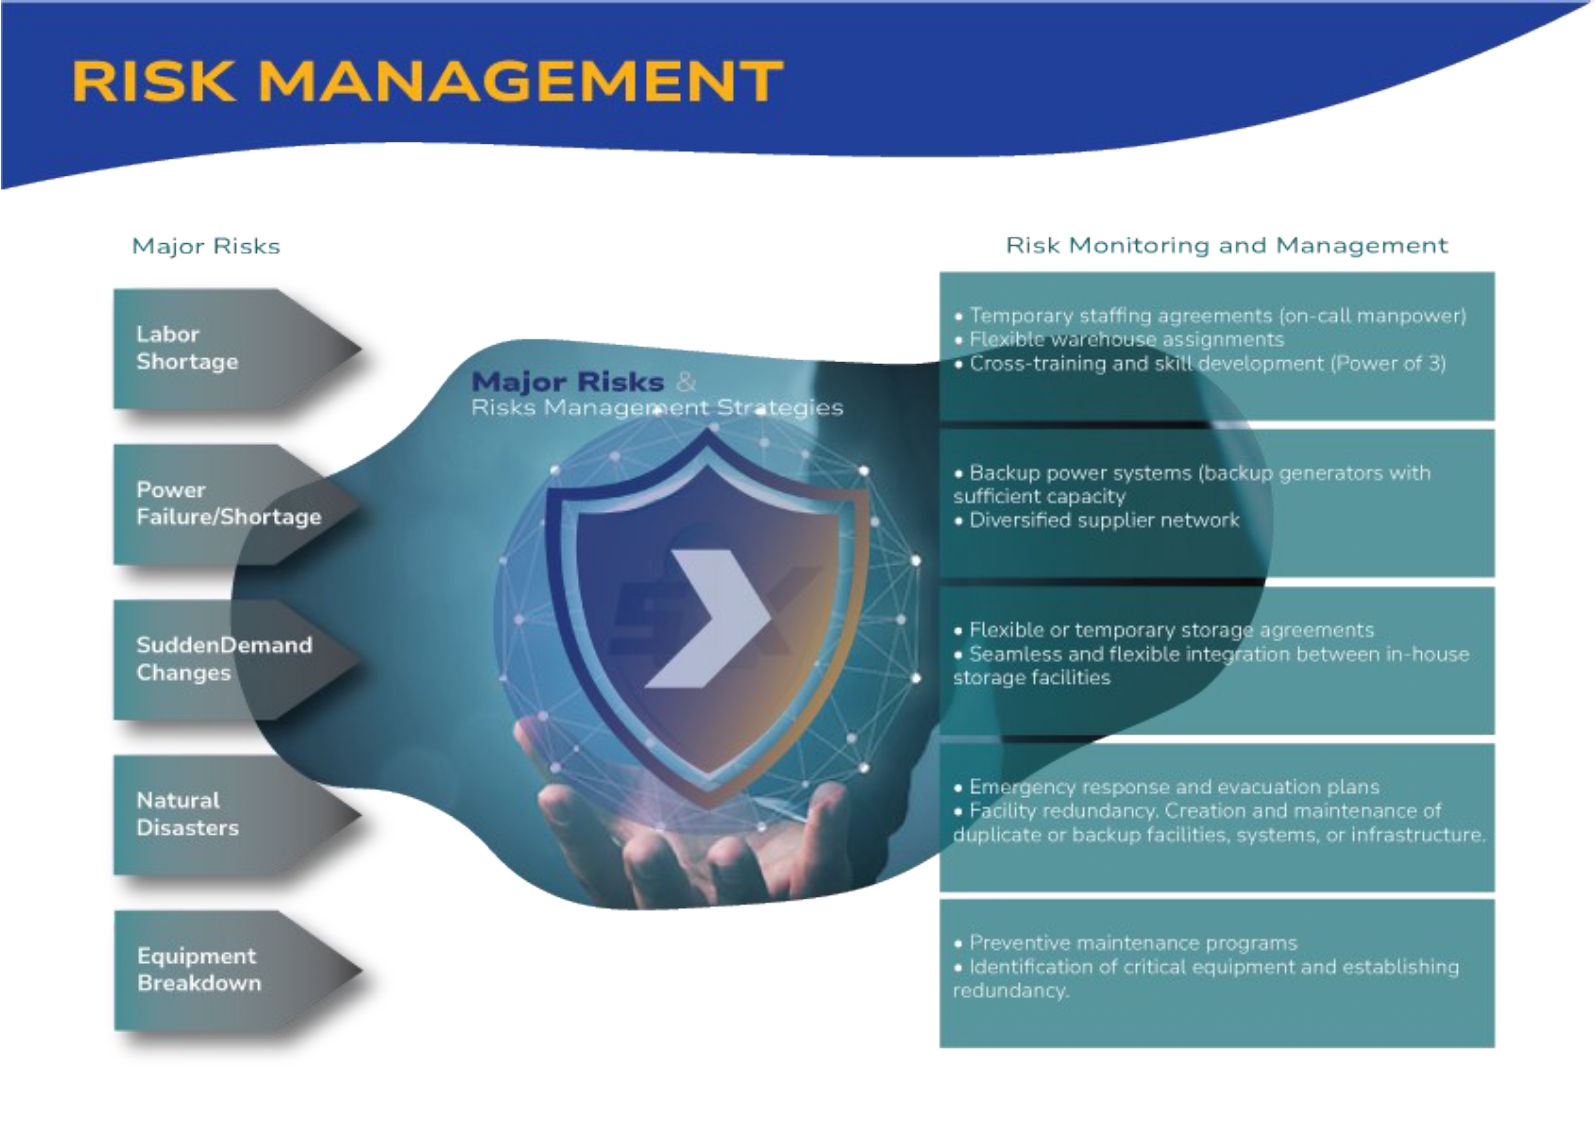 RISK MANAGEMENT
Major Risks
Risk Monitoring and Management
Major Risks &
Risks Management Strategies
Labor
Shortage
• Temporary staffing agreements (on-call manpower)
• Flexible warehouse assignments
• Cross-training and skill development (Power of 3)
Power
Failure/Shortage
• Backup power systems (backup generators with
sufficient capacity
• Diversified supplier network
SuddenDemand
Changes
• Flexible or temporary storage agreements
• Seamless and flexible integration between in-house
storage facilities
Natural
Disasters
• Emergency response and evacuation plans
• Facility redundancy. Creation and maintenance of
duplicate or backup facilities, systems, or infrastructure.
Equipment
Breakdown
• Preventive maintenance programs
• Identification of critical equipment and establishing
redundancy.